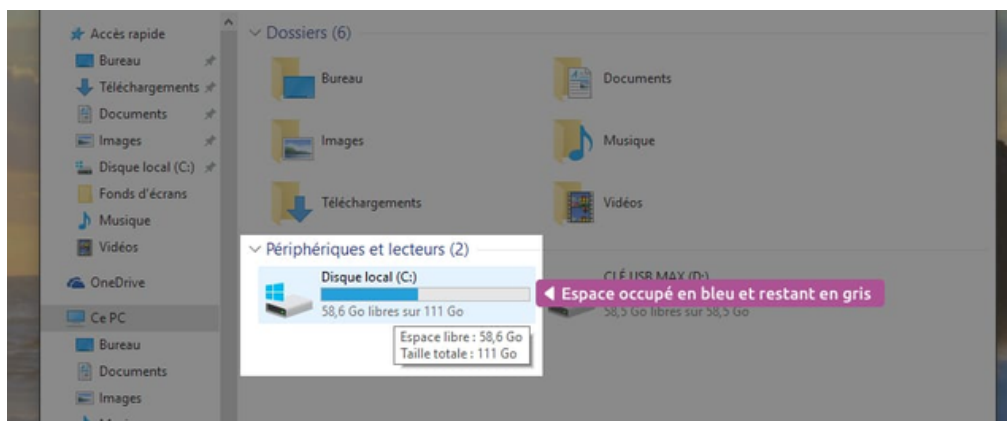 Accès rapide
Bureau
Téléchargements
Documents
Images
Disque local (C:)
Fonds d'écrans
Musique
Vidéos
OneDrive
Ce PC
Bureau
Documents
Images
Dossiers (6)
Bureau
Documents
Images
Musique
Téléchargements
Vidéos
Périphériques et lecteurs (2)
Disque local (C:)
58,6 Go libres sur 111 Go
Espace libre : 58,6 Go
Taille totale : 111 Go
CLÉ USB MAX (D:)
Espace occupé en bleu et restant en gris
58,5 Go libres sur 58,5 Go